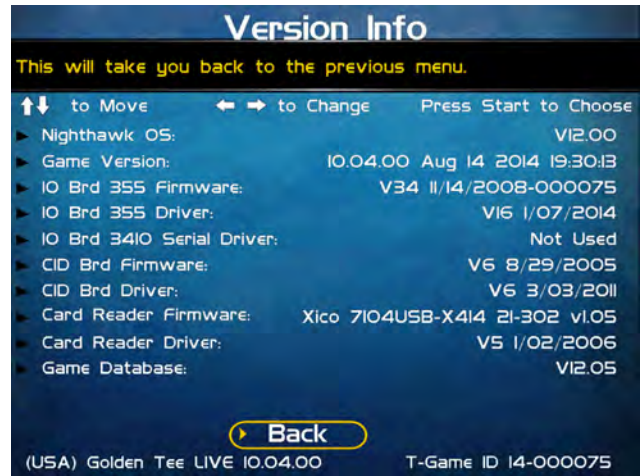 Version Info
This will take you back to the previous menu.
to Move to Change Press Start to Choose
Nighthawk OS: V12.00
Game Version: 10.04.00 Aug 14 2014 19:30:13
IO Brd 355 Firmware: V34 11/14/2008-000075
IO Brd 355 Driver: V16 1/07/2014
IO Brd 3410 Serial Driver: Not Used
CID Brd Firmware: V6 8/29/2005
CID Brd Driver: V6 3/03/2011
Card Reader Firmware: Xico 7104USB-X414 21-302 v1.05
Card Reader Driver: V5 1/02/2006
Game Database: V12.05
Back
(USA) Golden Tee LIVE 10.04.00 T-Game ID 14-000075